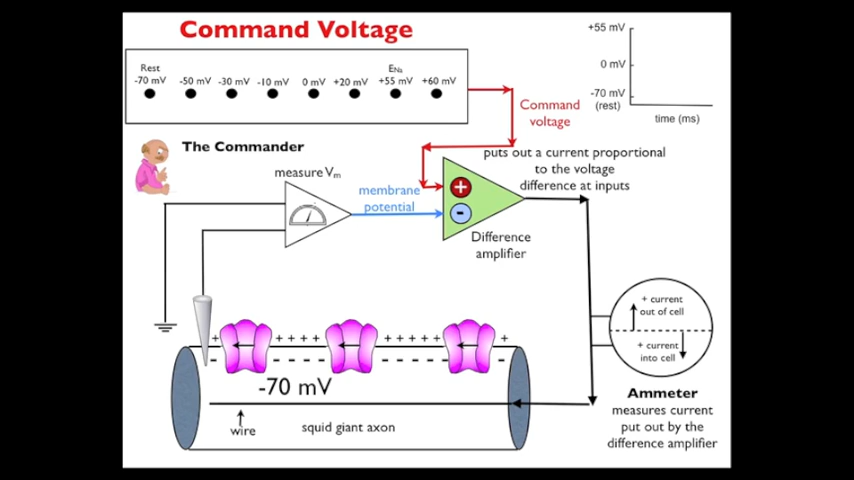 Command Voltage
+55 mV
0 mV
-70 mV
(rest)
time (ms)
Rest
-70 mV
-50 mV
-30 mV
-10 mV
0 mV
+20 mV
ENa
+55 mV
+60 mV
Command
voltage
The Commander
measure Vm
membrane
potential
puts out a current proportional
to the voltage
difference at inputs
+
-
Difference
amplifier
+ current
out of cell
+ current
into cell
Ammeter
measures current
put out by the
difference amplifier
+ + + + + + + + + + + +
- - - - - - - - - - - -
-70 mV
wire
squid giant axon